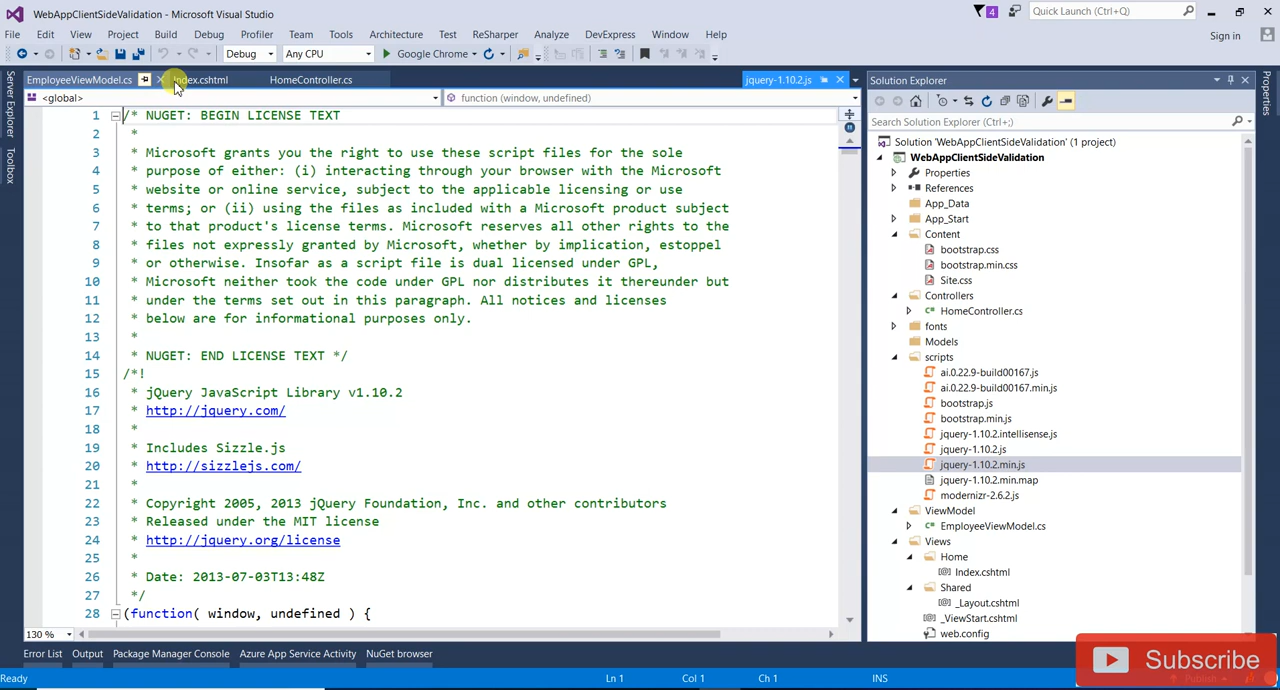 WebAppClientSideValidation - Microsoft Visual Studio
4
Quick Launch (Ctrl+Q)
File Edit View Project Build Debug Profiler Team Tools Architecture Test ReSharper Analyze DevExpress Window Help
Sign in
Debug Any CPU Google Chrome
Server Explorer
Toolbox
EmployeeViewModel.cs Index.cshtml HomeController.cs jquery-1.10.2.js
<global> function (window, undefined)
1 /* NUGET: BEGIN LICENSE TEXT
2 *
3 * Microsoft grants you the right to use these script files for the sole
4 * purpose of either: (i) interacting through your browser with the Microsoft
5 * website or online service, subject to the applicable licensing or use
6 * terms; or (ii) using the files as included with a Microsoft product subject
7 * to that product's license terms. Microsoft reserves all other rights to the
8 * files not expressly granted by Microsoft, whether by implication, estoppel
9 * or otherwise. Insofar as a script file is dual licensed under GPL,
10 * Microsoft neither took the code under GPL nor distributes it thereunder but
11 * under the terms set out in this paragraph. All notices and licenses
12 * below are for informational purposes only.
13 *
14 * NUGET: END LICENSE TEXT */
15 /*!
16 * jQuery JavaScript Library v1.10.2
17 * http://jquery.com/
18 *
19 * Includes Sizzle.js
20 * http://sizzlejs.com/
21 *
22 * Copyright 2005, 2013 jQuery Foundation, Inc. and other contributors
23 * Released under the MIT license
24 * http://jquery.org/license
25 *
26 * Date: 2013-07-03T13:48Z
27 */
28 (function( window, undefined ) {
130 %
Solution Explorer
Search Solution Explorer (Ctrl+;)
Solution 'WebAppClientSideValidation' (1 project)
WebAppClientSideValidation
Properties
References
App_Data
App_Start
Content
bootstrap.css
bootstrap.min.css
Site.css
Controllers
HomeController.cs
fonts
Models
scripts
ai.0.22.9-build00167.js
ai.0.22.9-build00167.min.js
bootstrap.js
bootstrap.min.js
jquery-1.10.2.intellisense.js
jquery-1.10.2.js
jquery-1.10.2.min.js
jquery-1.10.2.min.map
modernizr-2.6.2.js
ViewModel
EmployeeViewModel.cs
Views
Home
Index.cshtml
Shared
_Layout.cshtml
_ViewStart.cshtml
web.config
Properties
Error List Output Package Manager Console Azure App Service Activity NuGet browser
Ready Ln 1 Col 1 Ch 1 INS Publish
Subscribe